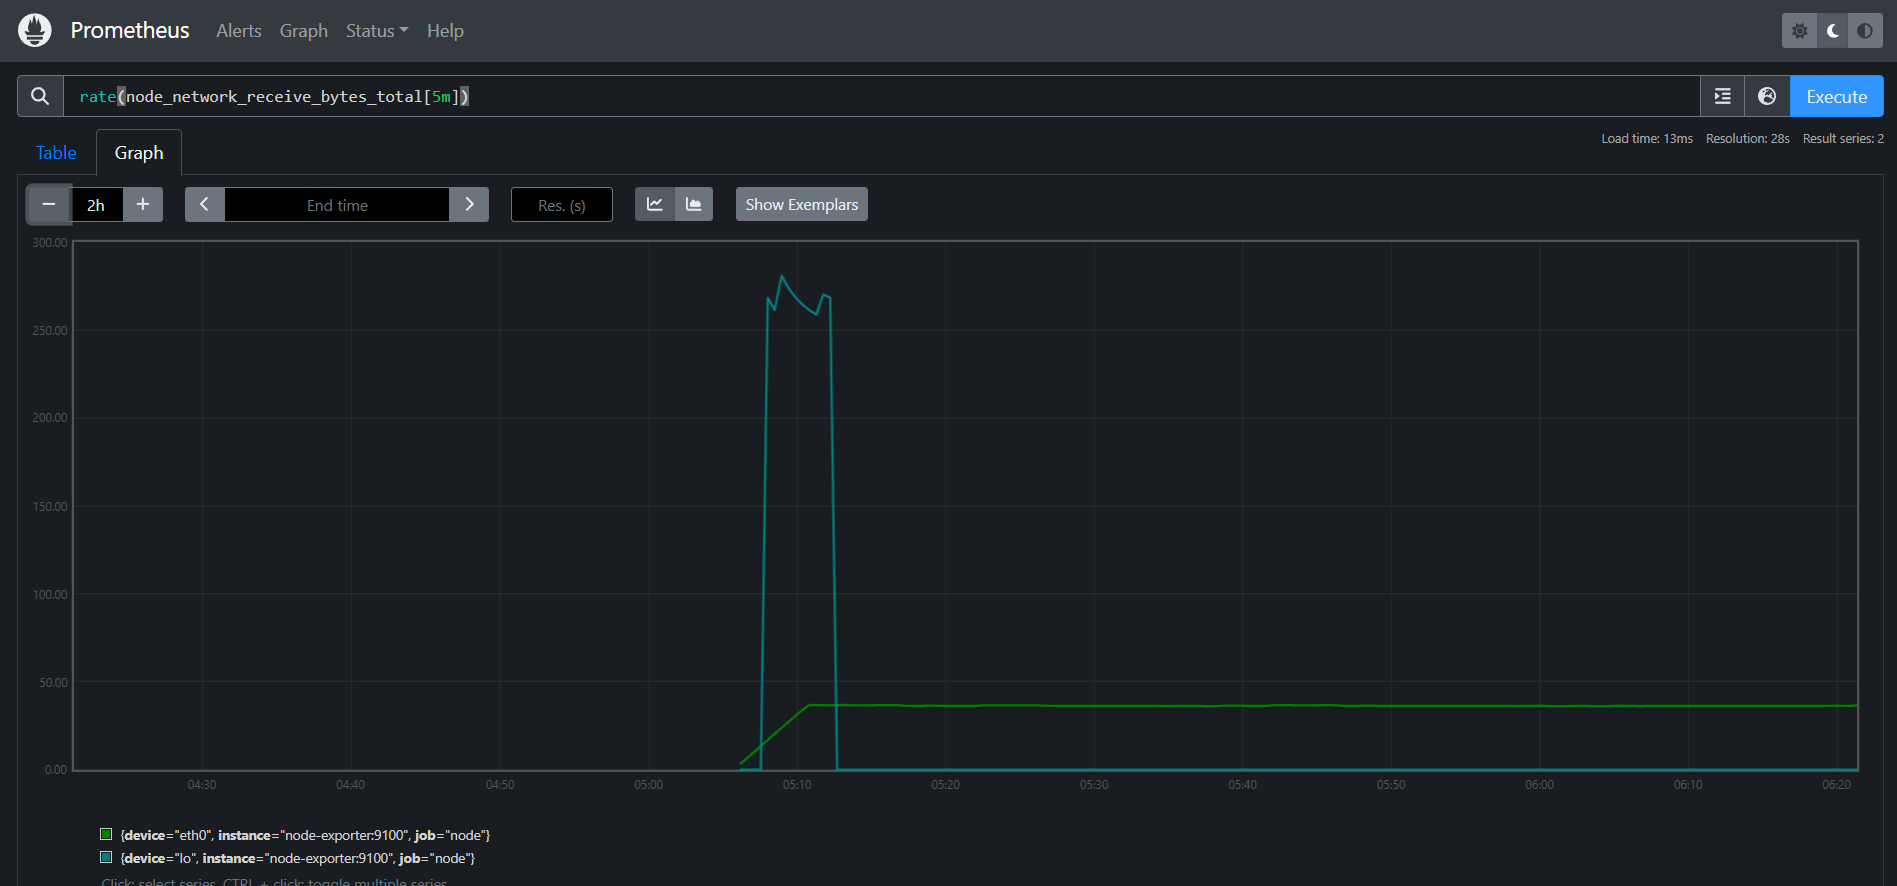 Prometheus Alerts Graph Status Help
rate(node_network_receive_bytes_total[5m])
Execute
Table Graph
Load time: 13ms Resolution: 28s Result series: 2
− 2h + End time Res. (s) Show Exemplars
300.00
250.00
200.00
150.00
100.00
50.00
0.00
04:30 04:40 04:50 05:00 05:10 05:20 05:30 05:40 05:50 06:00 06:10 06:20
{device="eth0", instance="node-exporter:9100", job="node"}
{device="lo", instance="node-exporter:9100", job="node"}
Click: select series, CTRL + click: toggle multiple series